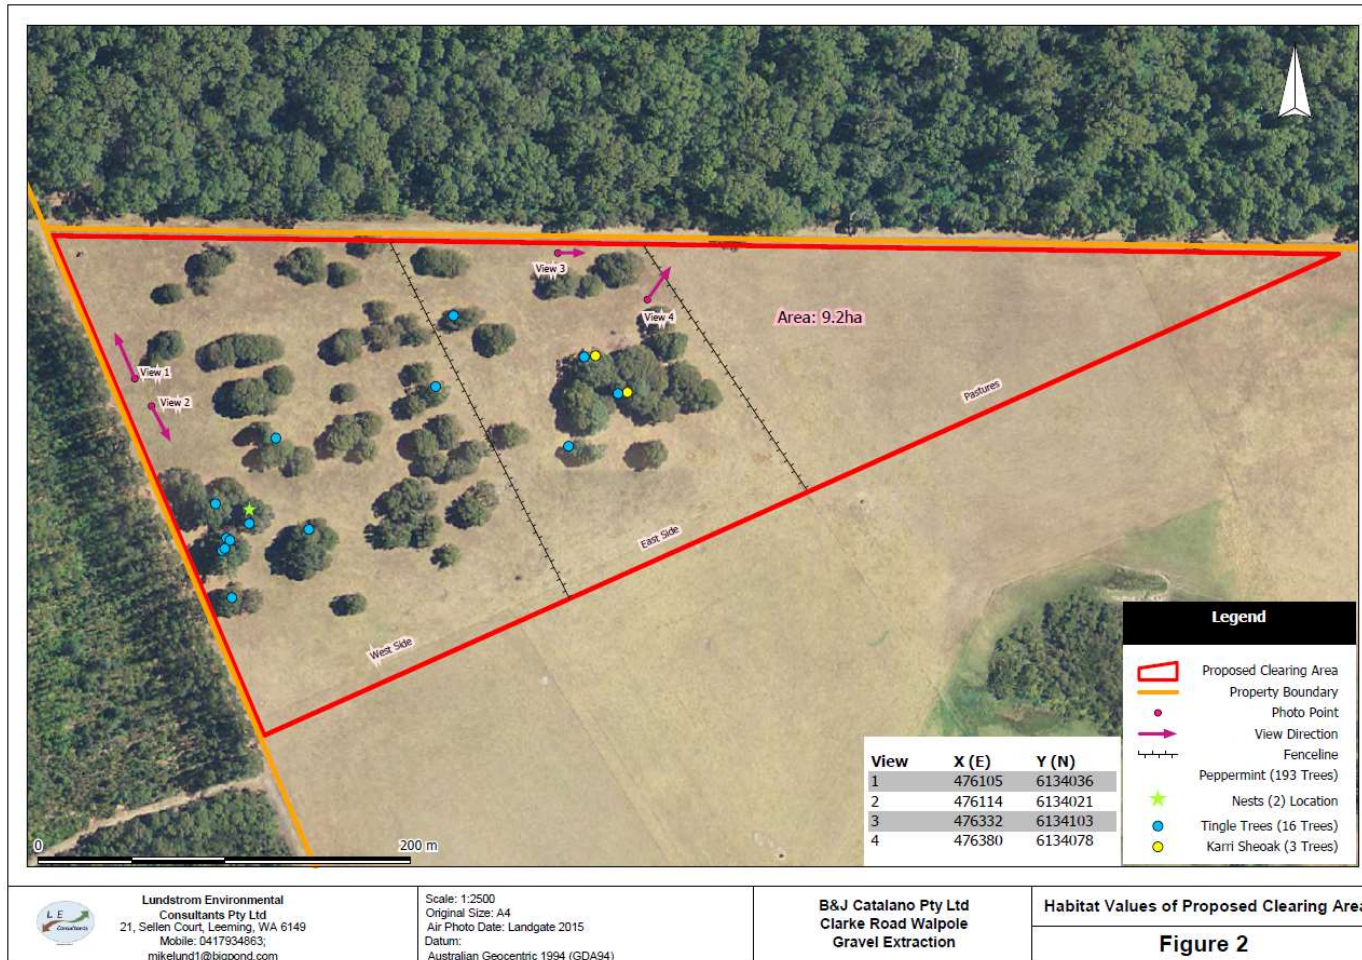 View 3
View 4
Area: 9.2ha
View 1
View 2
Pastures
East Side
West Side
Legend
Proposed Clearing Area
Property Boundary
Photo Point
View Direction
Fenceline
Peppermint (193 Trees)
Nests (2) Location
Tingle Trees (16 Trees)
Karri Sheoak (3 Trees)
View X (E) Y (N)
1 476105 6134036
2 476114 6134021
3 476332 6134103
4 476380 6134078
0 200 m
L E
Consultants
Lundstrom Environmental
Consultants Pty Ltd
21, Sellen Court, Leeming, WA 6149
Mobile: 0417934863;
mikelund1@bigpond.com
Scale: 1:2500
Original Size: A4
Air Photo Date: Landgate 2015
Datum:
Australian Geocentric 1994 (GDA94)
B&J Catalano Pty Ltd
Clarke Road Walpole
Gravel Extraction
Habitat Values of Proposed Clearing Area
Figure 2